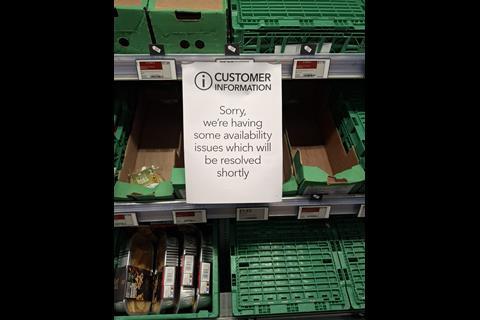 CUSTOMER
INFORMATION
Sorry,
we're having
some availability
issues which will
be resolved
shortly